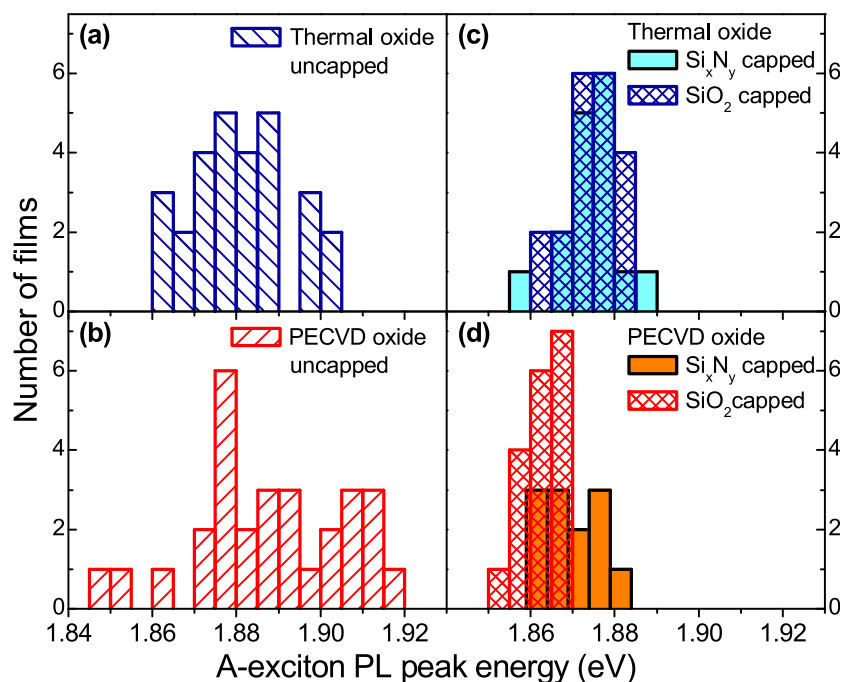 (a)
Thermal oxide
uncapped
(c)
Thermal oxide
SixNy capped
SiO2 capped
6
4
2
0
6
4
2
0
(b)
PECVD oxide
uncapped
(d)
PECVD oxide
SixNy capped
SiO2capped
6
4
2
0
6
4
2
0
Number of films
1.84 1.86 1.88 1.90 1.92
1.86 1.88 1.90 1.92
A-exciton PL peak energy (eV)